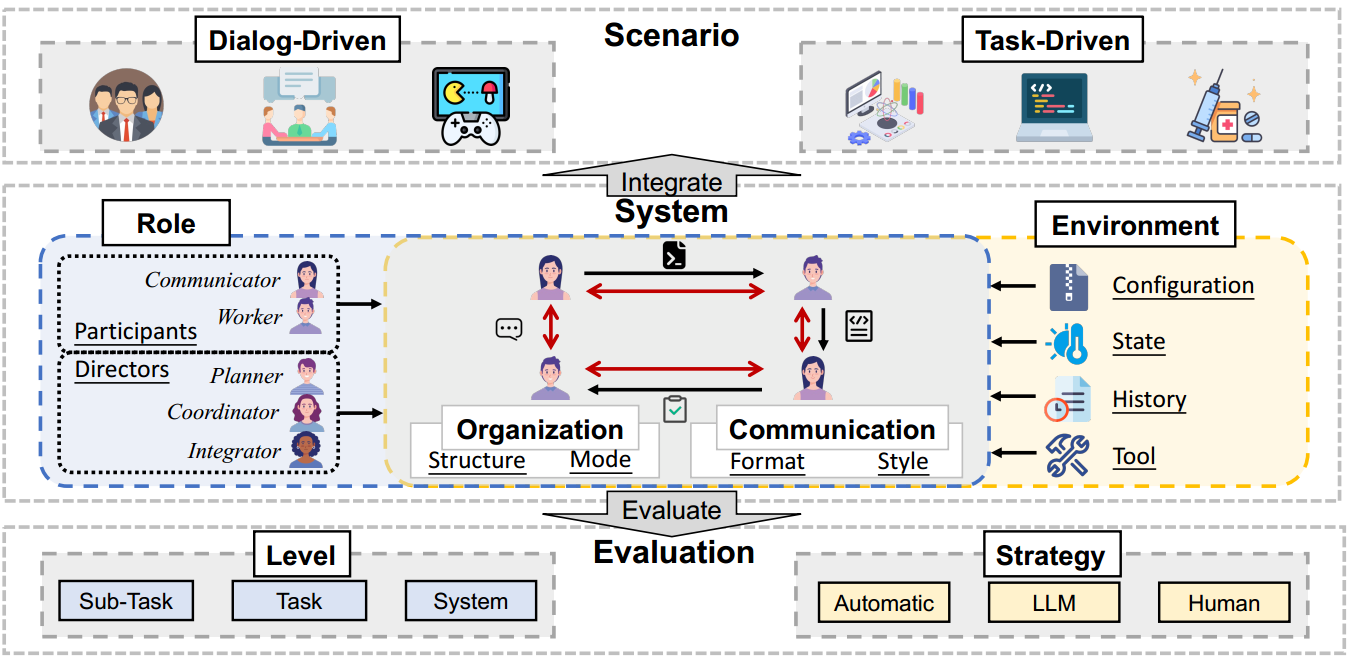 Scenario
Dialog-Driven
Task-Driven
Integrate
System
Role
Environment
Communicator
Worker
Participants
Directors
Planner
Coordinator
Integrator
Organization
Structure
Mode
Communication
Format
Style
Configuration
State
History
Tool
Evaluate
Evaluation
Level
Sub-Task
Task
System
Strategy
Automatic
LLM
Human